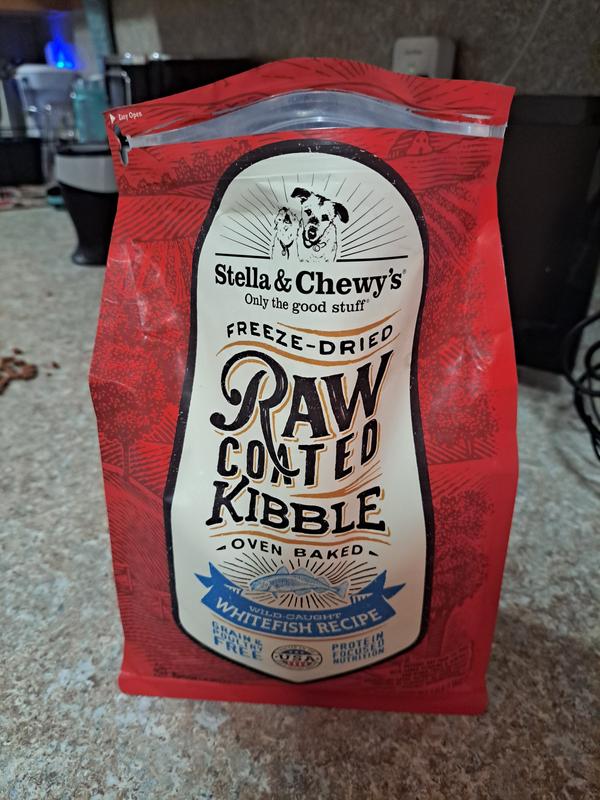 Easy Open
Stella & Chewy's®
Only the good stuff®
FREEZE-DRIED
RAW
COATED
KIBBLE
OVEN BAKED
WILD-CAUGHT
WHITEFISH RECIPE
GRAIN &
POULTRY
FREE
USA
PROTEIN
FOCUSED
NUTRITION